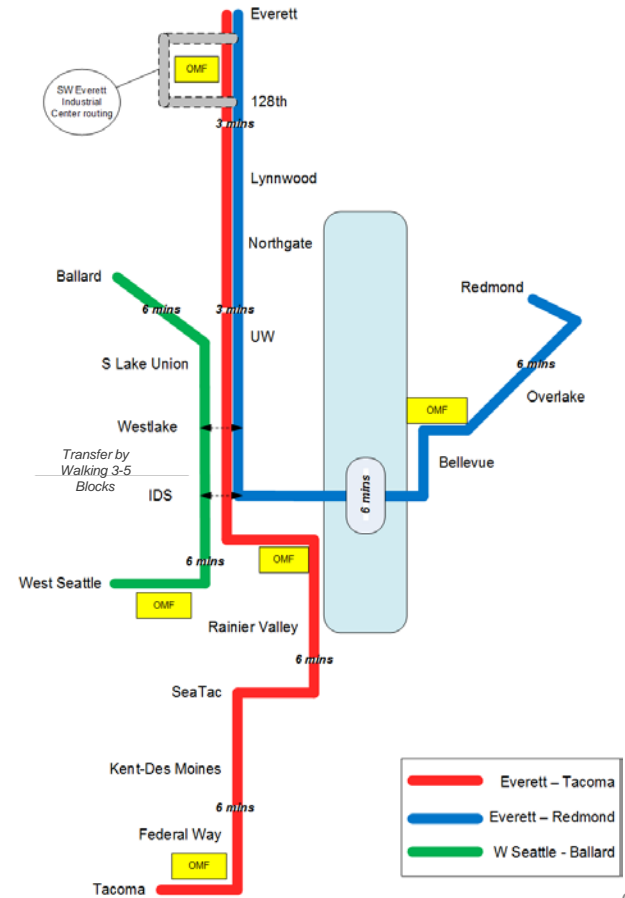 Everett
OMF
SW Everett
Industrial
Center routing
128th
3 mins
Lynnwood
Northgate
Ballard
Redmond
6 mins
3 mins
UW
S Lake Union
6 mins
Overlake
OMF
Westlake
Transfer by
Walking 3-5
Blocks
Bellevue
IDS
6 mins
6 mins
OMF
West Seattle
OMF
Rainier Valley
6 mins
SeaTac
Kent-Des Moines
6 mins
Federal Way
OMF
Tacoma
Everett – Tacoma
Everett – Redmond
W Seattle - Ballard